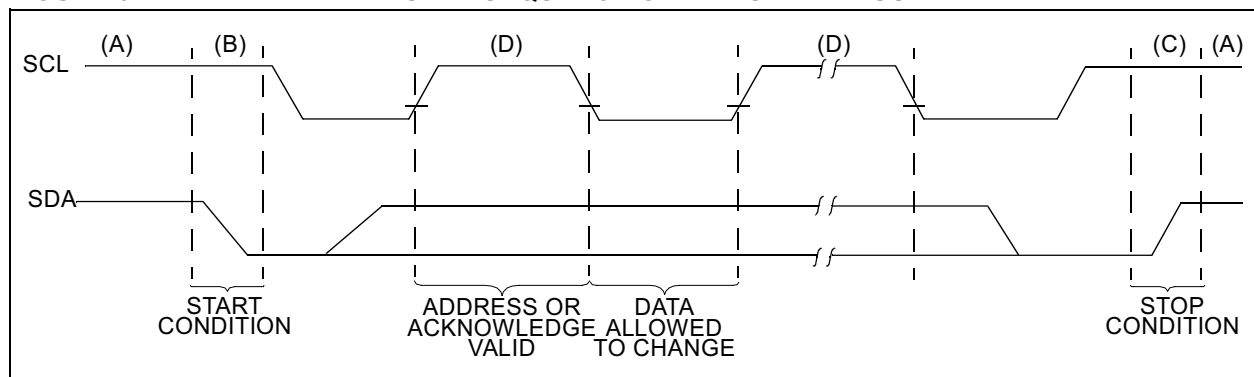 (A) (B) (D) (D) (C) (A)
SCL
SDA
START
CONDITION
ADDRESS OR
ACKNOWLEDGE
VALID
DATA
ALLOWED
TO CHANGE
STOP
CONDITION